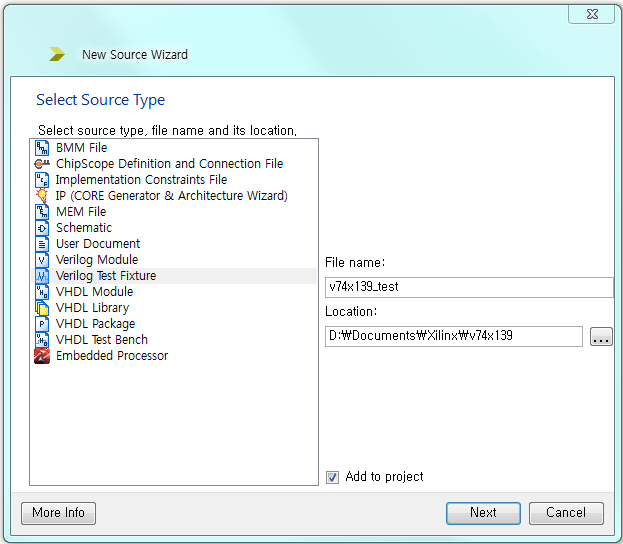 New Source Wizard
Select Source Type
Select source type, file name and its location.
BMM File
ChipScope Definition and Connection File
Implementation Constraints File
IP (CORE Generator & Architecture Wizard)
MEM File
Schematic
User Document
Verilog Module
Verilog Test Fixture
VHDL Module
VHDL Library
VHDL Package
VHDL Test Bench
Embedded Processor
File name:
v74x139_test
Location:
D:₩Documents₩Xilinx₩v74x139
...
Add to project
More Info
Next
Cancel